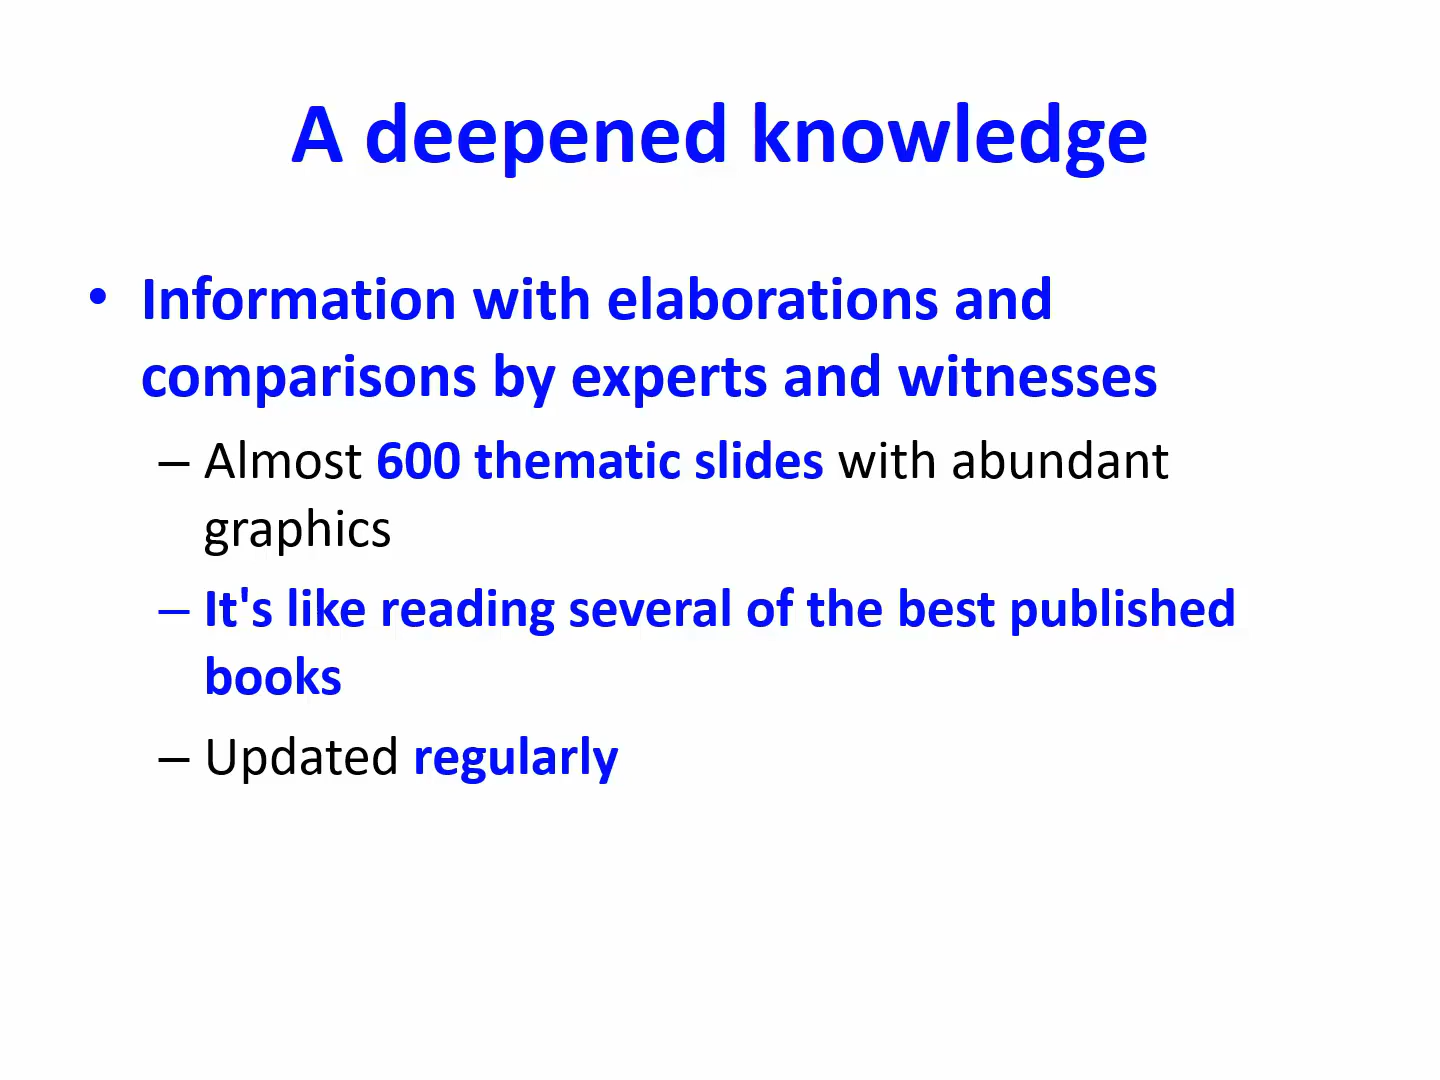 A deepened knowledge
• Information with elaborations and
comparisons by experts and witnesses
– Almost 600 thematic slides with abundant
graphics
– It's like reading several of the best published
books
– Updated regularly